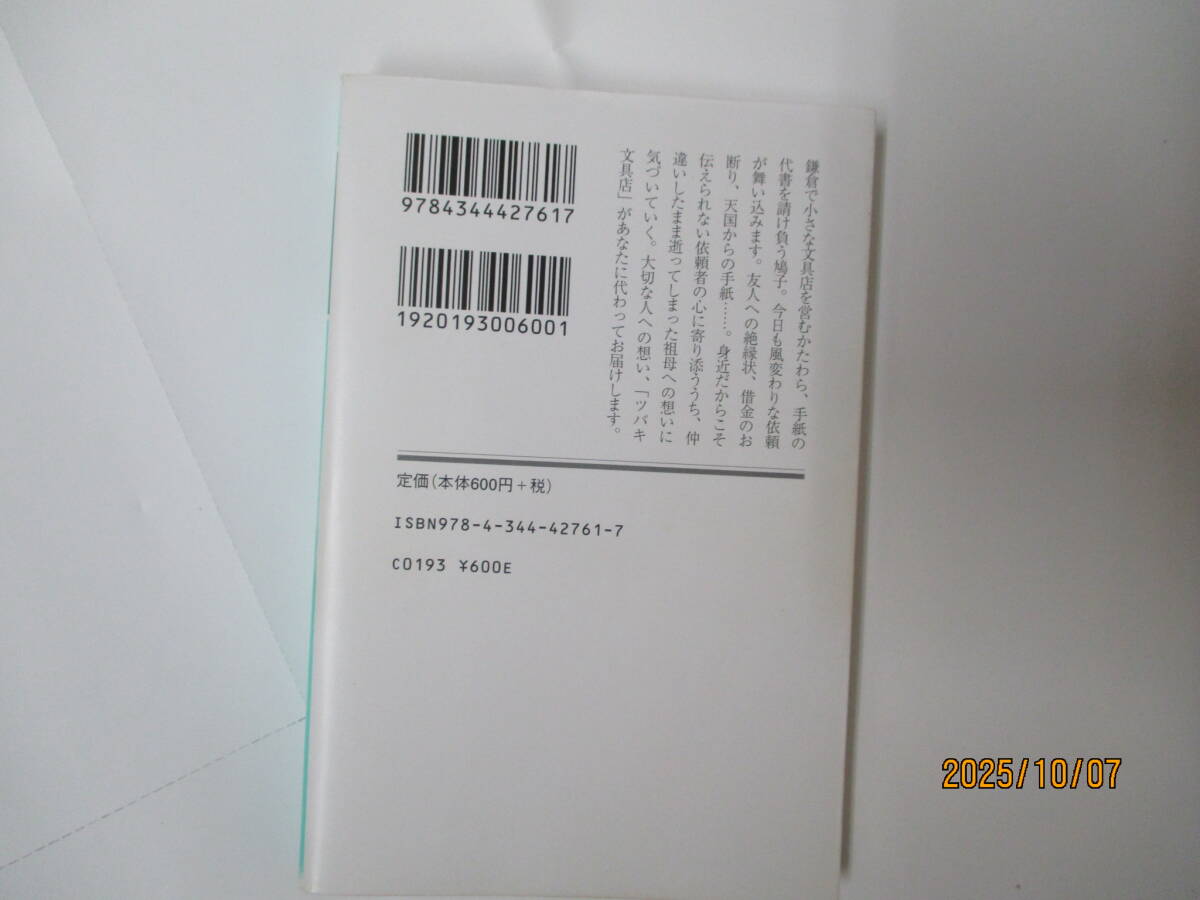 9784344427617
1920193006001
鎌倉で小さな文具店を営むかたわら、手紙の
代書を請け負う鳩子。今日も風変わりな依頼
が舞い込みます。友人への絶縁状、借金のお
断り、天国からの手紙……。身近だからこそ
伝えられない依頼者の心に寄り添ううち、仲
違いしたまま逝ってしまった祖母への想いに
気づいていく。大切な人への想い、「ツバキ
文具店」があなたに代わってお届けします。
定価(本体600円+税)
ISBN978-4-344-42761-7
C0193 ¥600E
2025/10/07